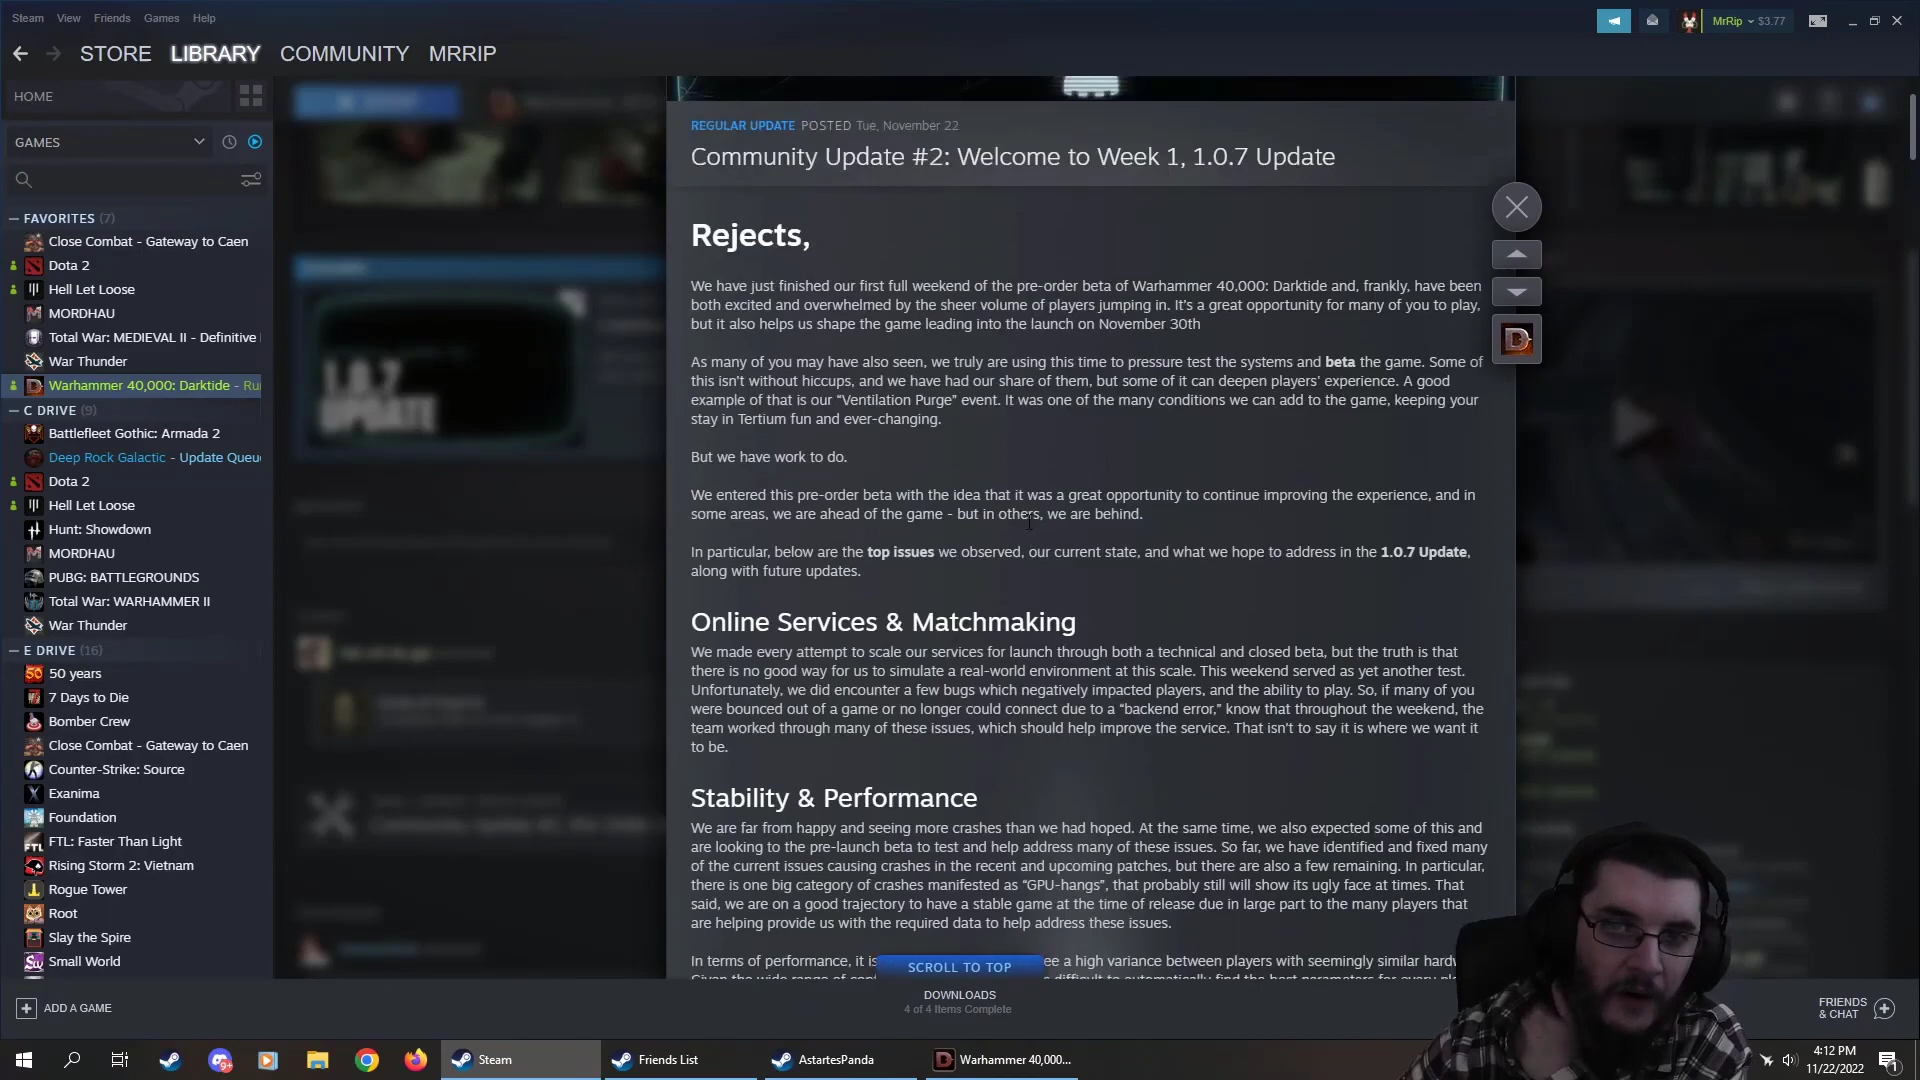 Steam View Friends Games Help
MrRip $3.77
STORE LIBRARY COMMUNITY MRRIP
HOME
GAMES
FAVORITES (7)
Close Combat - Gateway to Caen
Dota 2
Hell Let Loose
MORDHAU
Total War: MEDIEVAL II - Definitive
War Thunder
Warhammer 40,000: Darktide - Ru
C DRIVE (9)
Battlefleet Gothic: Armada 2
Deep Rock Galactic - Update Queu
Dota 2
Hell Let Loose
Hunt: Showdown
MORDHAU
PUBG: BATTLEGROUNDS
Total War: WARHAMMER II
War Thunder
E DRIVE (16)
50 years
7 Days to Die
Bomber Crew
Close Combat - Gateway to Caen
Counter-Strike: Source
Exanima
Foundation
FTL: Faster Than Light
Rising Storm 2: Vietnam
Rogue Tower
Root
Slay the Spire
Small World
1.0.7
UPDATE
REGULAR UPDATE POSTED Tue, November 22
Community Update #2: Welcome to Week 1, 1.0.7 Update
Rejects,
We have just finished our first full weekend of the pre-order beta of Warhammer 40,000: Darktide and, frankly, have been
both excited and overwhelmed by the sheer volume of players jumping in. It's a great opportunity for many of you to play,
but it also helps us shape the game leading into the launch on November 30th
As many of you may have also seen, we truly are using this time to pressure test the systems and beta the game. Some of
this isn't without hiccups, and we have had our share of them, but some of it can deepen players' experience. A good
example of that is our “Ventilation Purge” event. It was one of the many conditions we can add to the game, keeping your
stay in Tertium fun and ever-changing.
But we have work to do.
We entered this pre-order beta with the idea that it was a great opportunity to continue improving the experience, and in
some areas, we are ahead of the game - but in others, we are behind.
In particular, below are the top issues we observed, our current state, and what we hope to address in the 1.0.7 Update,
along with future updates.
Online Services & Matchmaking
We made every attempt to scale our services for launch through both a technical and closed beta, but the truth is that
there is no good way for us to simulate a real-world environment at this scale. This weekend served as yet another test.
Unfortunately, we did encounter a few bugs which negatively impacted players, and the ability to play. So, if many of you
were bounced out of a game or no longer could connect due to a “backend error,” know that throughout the weekend, the
team worked through many of these issues, which should help improve the service. That isn't to say it is where we want it
to be.
Stability & Performance
We are far from happy and seeing more crashes than we had hoped. At the same time, we also expected some of this and
are looking to the pre-launch beta to test and help address many of these issues. So far, we have identified and fixed many
of the current issues causing crashes in the recent and upcoming patches, but there are also a few remaining. In particular,
there is one big category of crashes manifested as “GPU-hangs”, that probably still will show its ugly face at times. That
said, we are on a good trajectory to have a stable game at the time of release due in large part to the many players that
are helping provide us with the required data to help address these issues.
In terms of performance, it is ee a high variance between players with seemingly similar hardw
SCROLL TO TOP
ADD A GAME
DOWNLOADS
4 of 4 Items Complete
FRIENDS
& CHAT
Steam
Friends List
AstartesPanda
Warhammer 40,000...
4:12 PM
11/22/2022